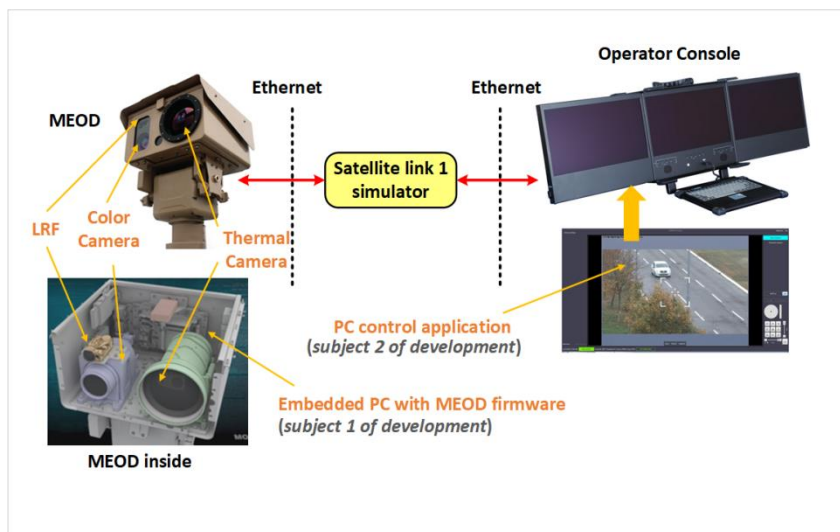 Operator Console
Ethernet
Ethernet
MEOD
Satellite link 1
simulator
LRF
Color
Camera
Thermal
Camera
PC control application
(subject 2 of development)
Embedded PC with MEOD firmware
(subject 1 of development)
MEOD inside